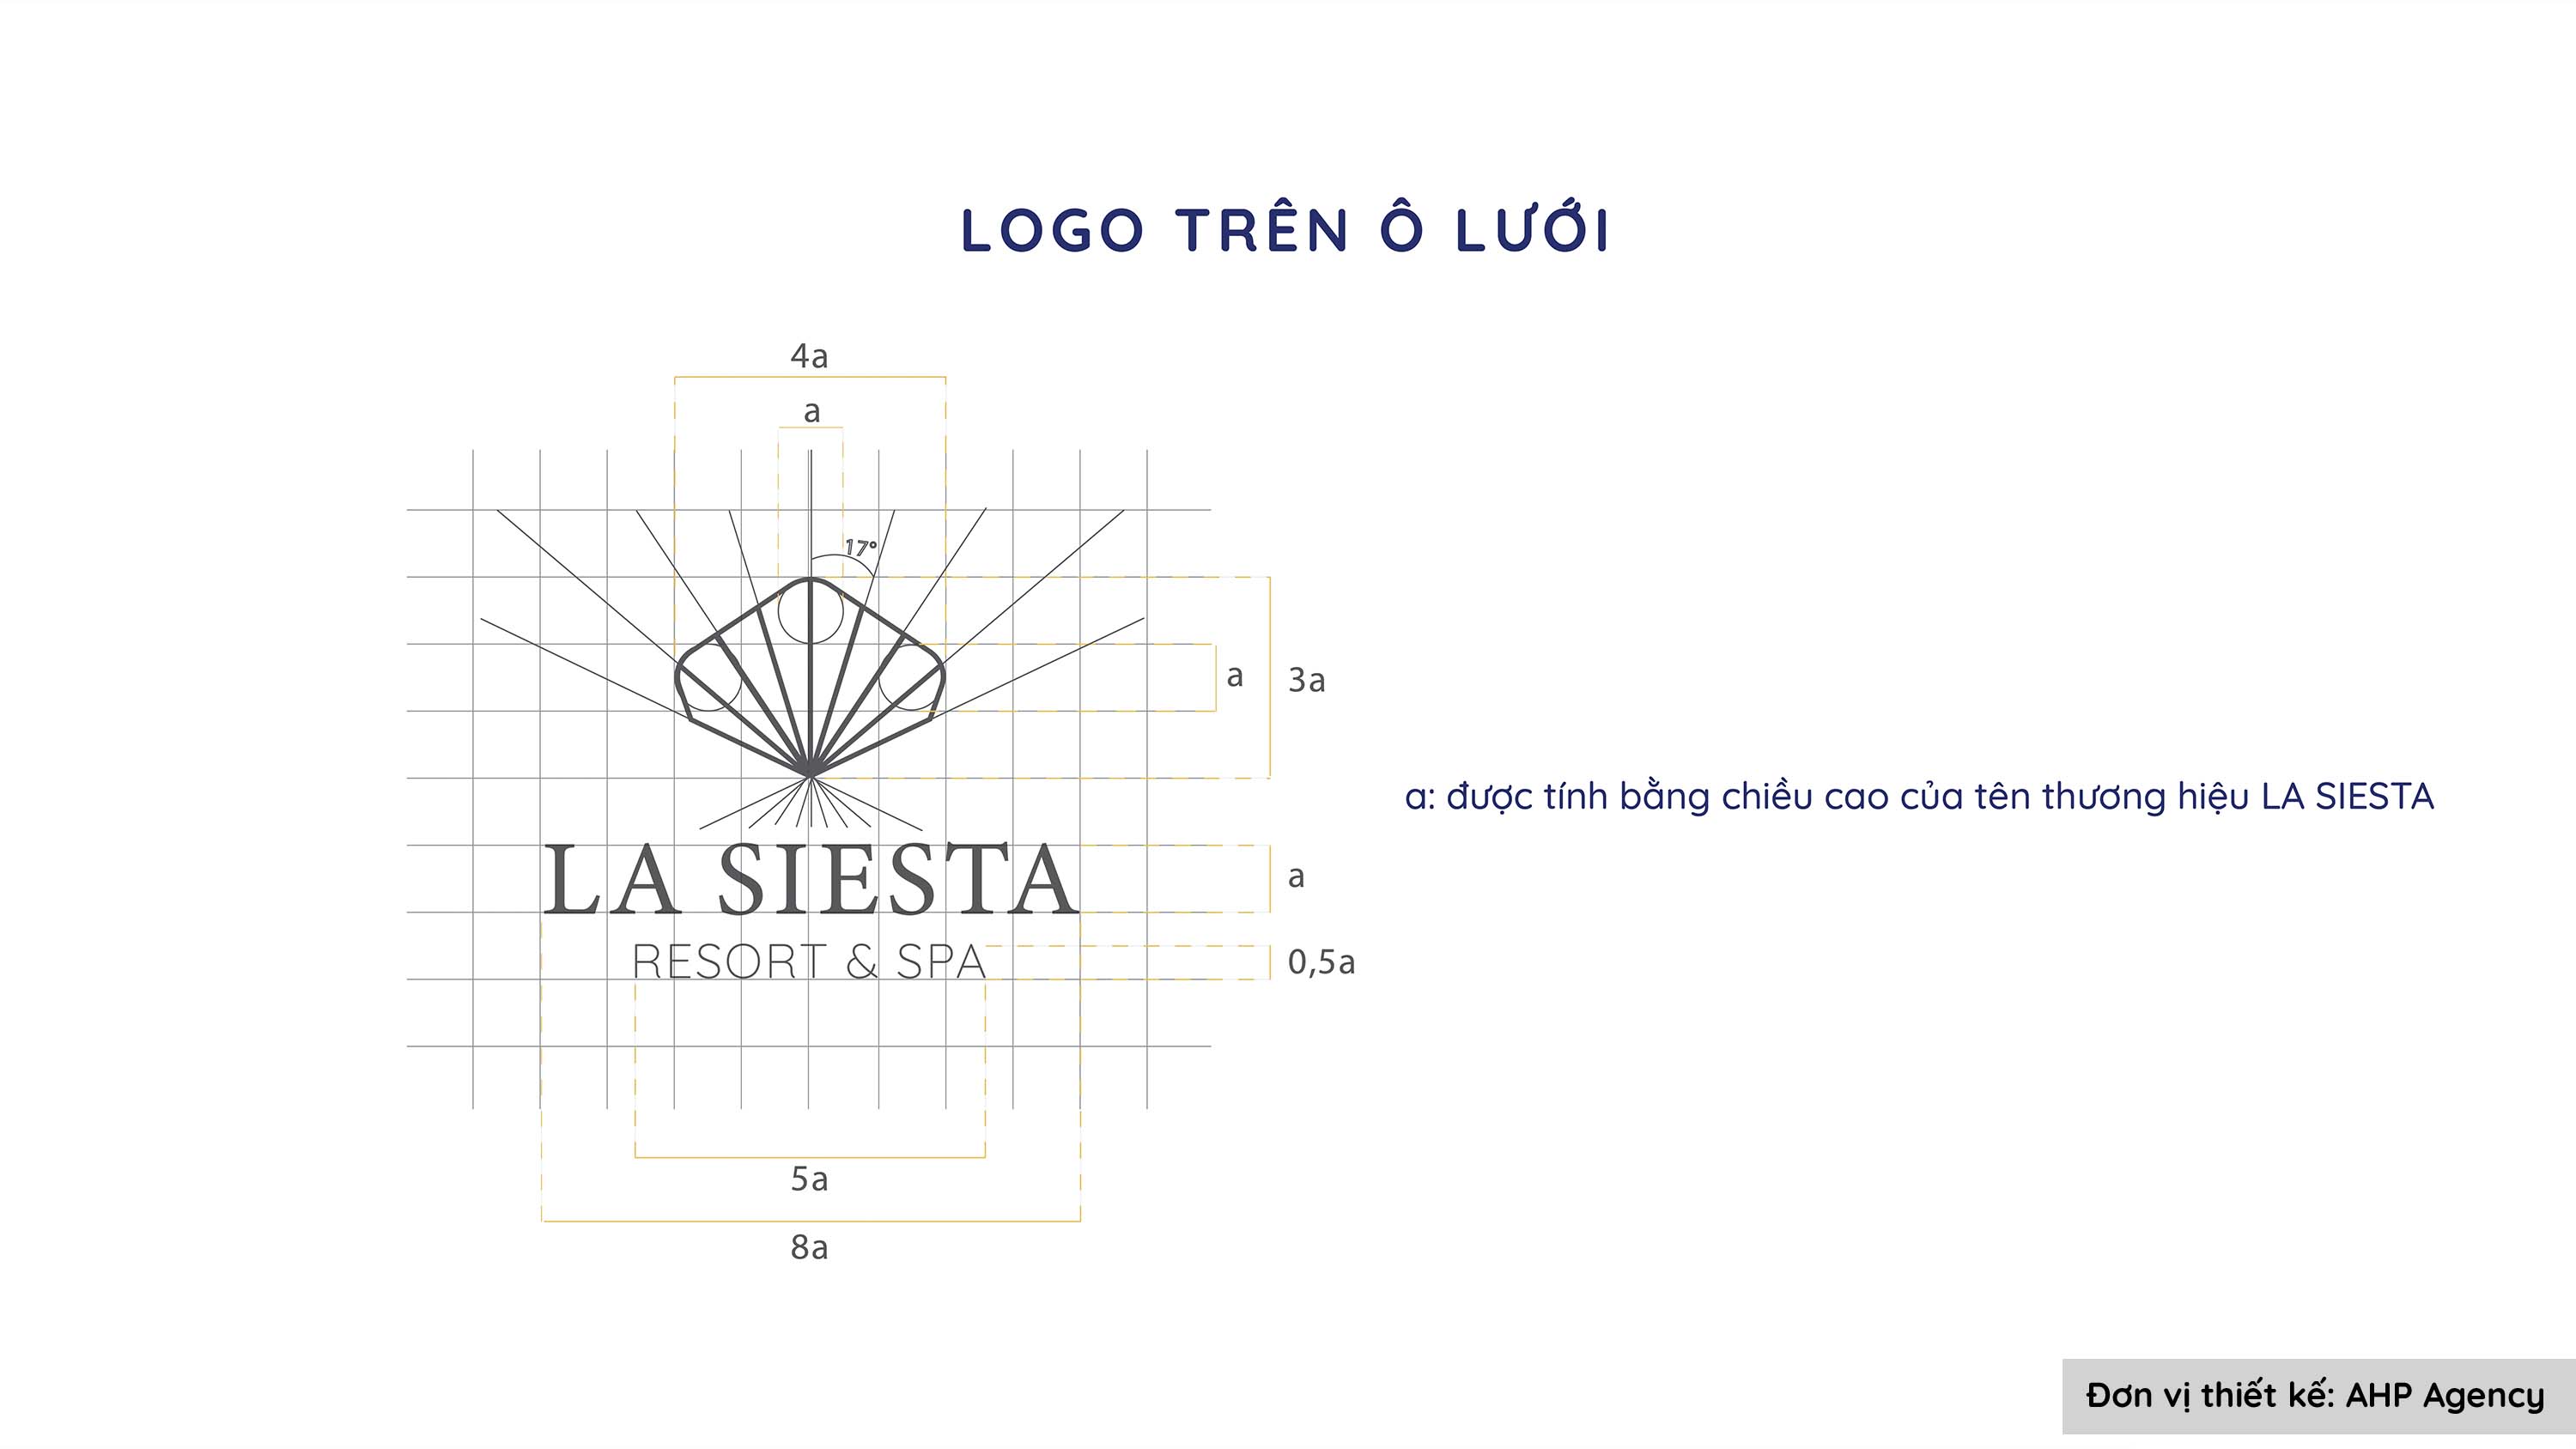 LOGO TRÊN Ô LƯỚI
4a
a
17°
a
3a
a: được tính bằng chiều cao của tên thương hiệu LA SIESTA
LA SIESTA
a
RESORT & SPA
0,5a
5a
8a
Đơn vị thiết kế: AHP Agency